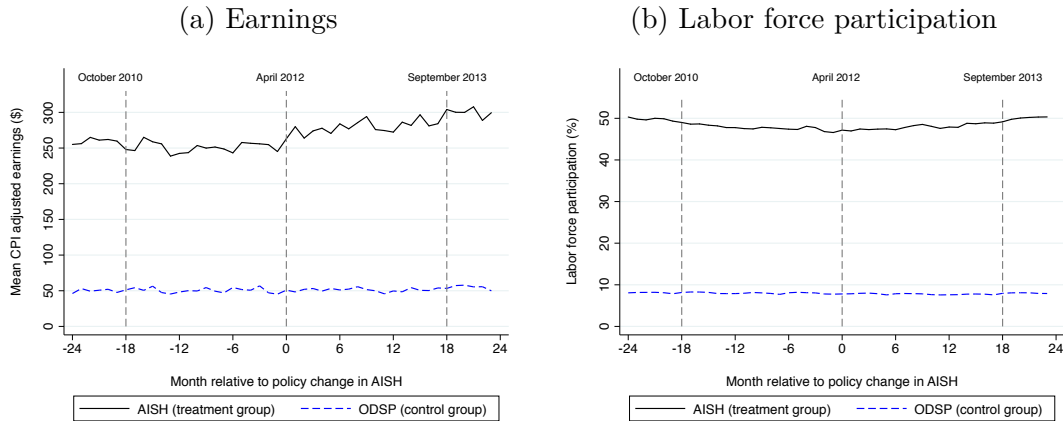 (a) Earnings
October 2010 April 2012 September 2013
Mean CPI adjusted earnings ($)
300
250
200
150
100
50
0
-24 -18 -12 -6 0 6 12 18 24
Month relative to policy change in AISH
AISH (treatment group) ODSP (control group)
(b) Labor force participation
October 2010 April 2012 September 2013
Labor force participation (%)
50
40
30
20
10
0
-24 -18 -12 -6 0 6 12 18 24
Month relative to policy change in AISH
AISH (treatment group) ODSP (control group)